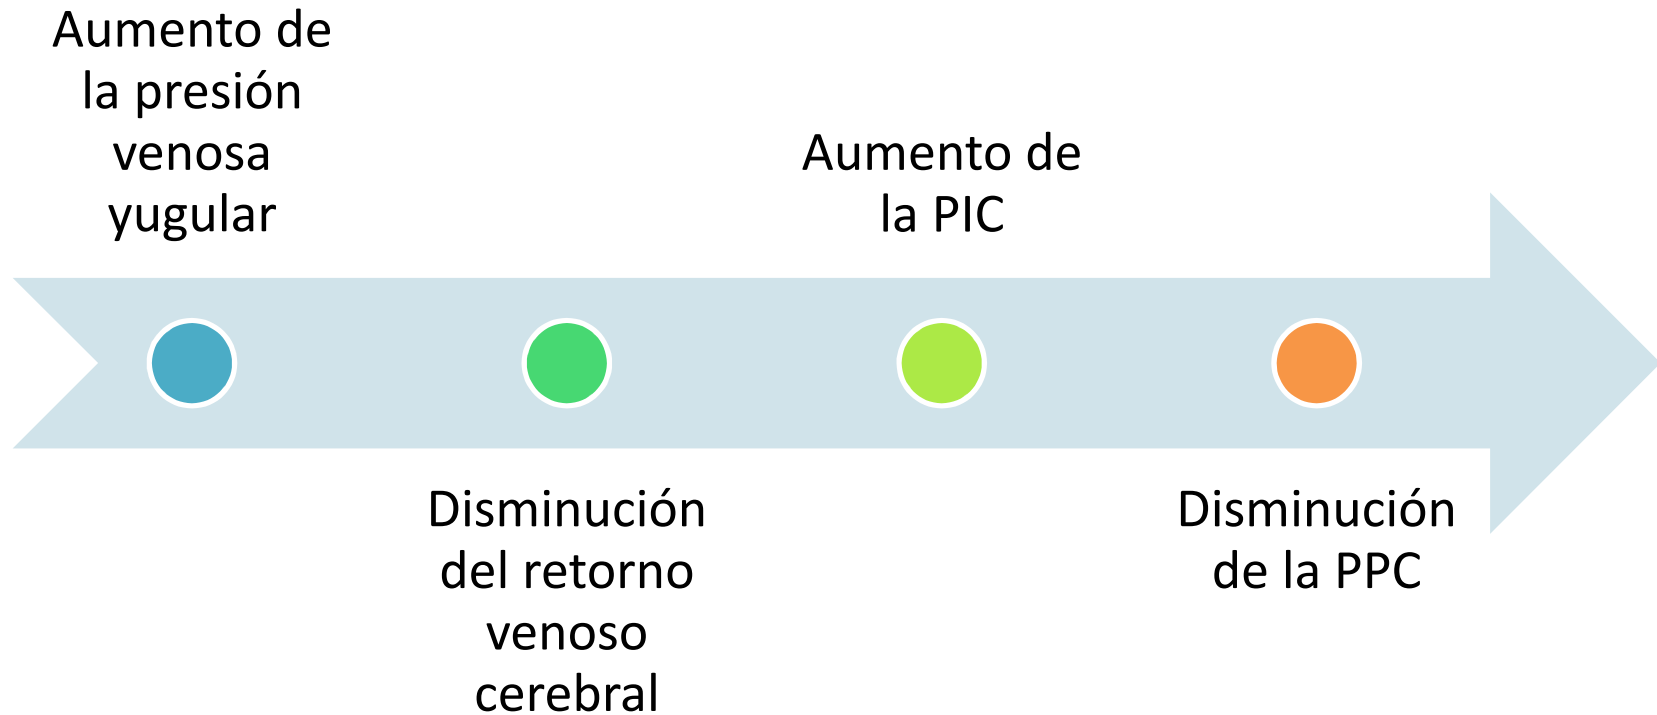 Aumento de
la presión
venosa
yugular
Disminución
del retorno
venoso
cerebral
Aumento de
la PIC
Disminución
de la PPC